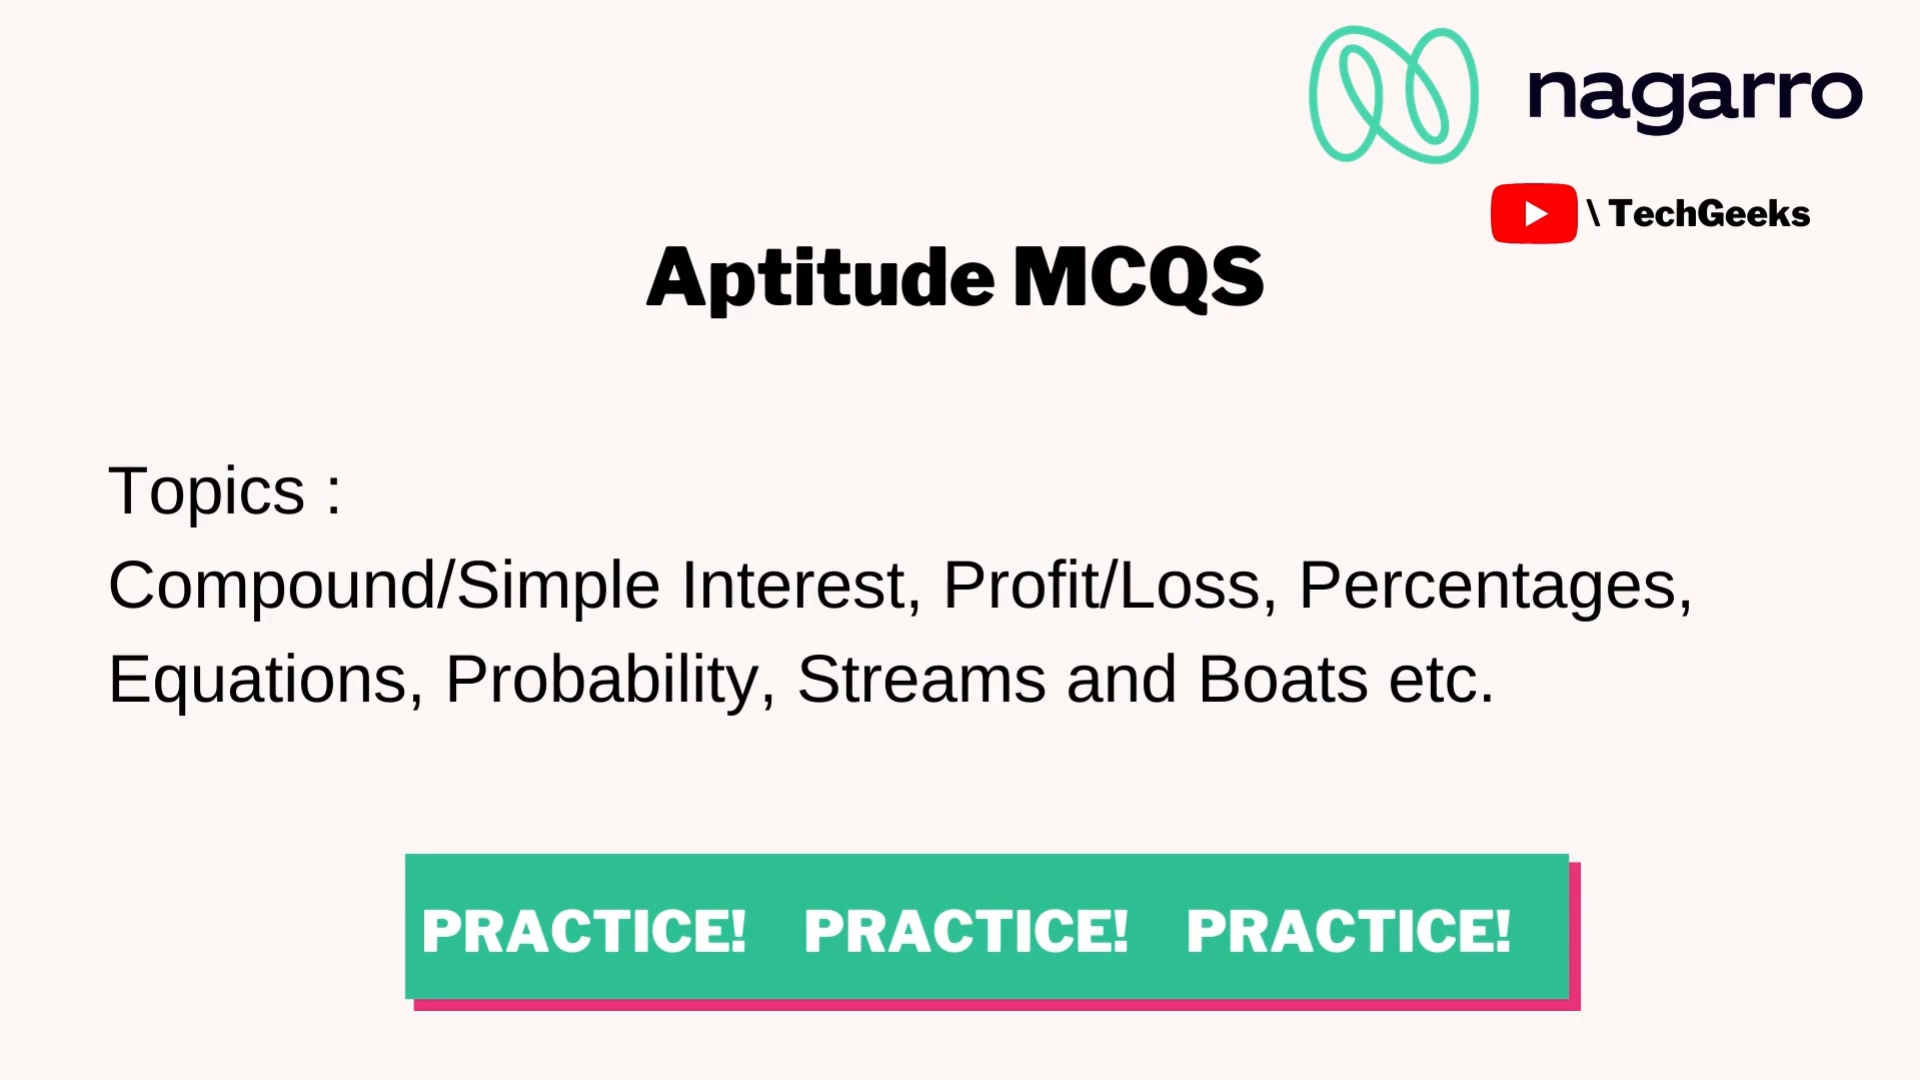 nagarro
\ TechGeeks
Aptitude MCQS
Topics :
Compound/Simple Interest, Profit/Loss, Percentages,
Equations, Probability, Streams and Boats etc.
PRACTICE! PRACTICE! PRACTICE!